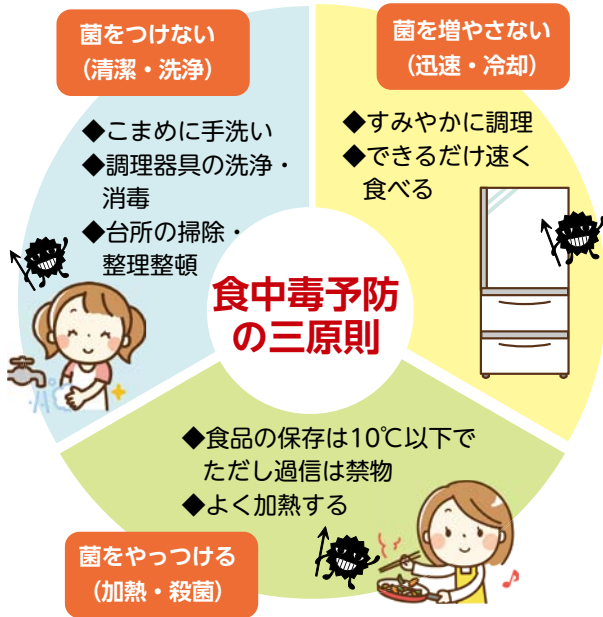 菌をつけない
(清潔・洗浄)
◆こまめに手洗い
◆調理器具の洗浄・
消毒
◆台所の掃除・
整理整頓
菌を増やさない
(迅速・冷却)
◆すみやかに調理
◆できるだけ速く
食べる
食中毒予防
の三原則
◆食品の保存は10℃以下で
ただし過信は禁物
◆よく加熱する
菌をやっつける
(加熱・殺菌)